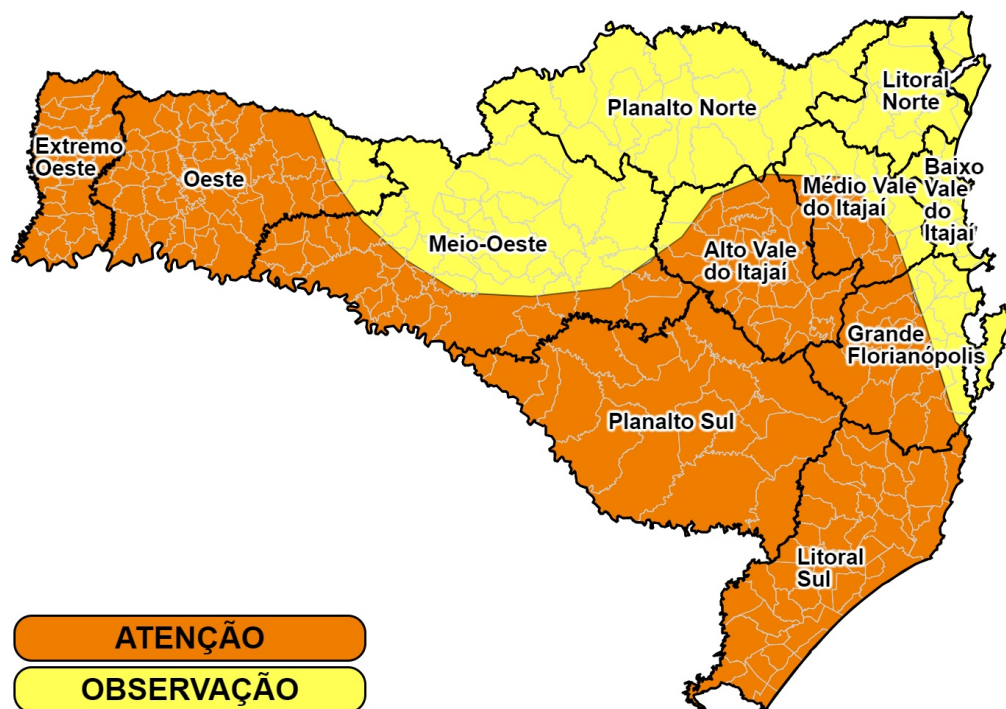 Planalto Norte
Litoral
Norte
Extremo
Oeste
Oeste
Baixo
Vale
do
Itajaí
Médio Vale
do Itajaí
Meio-Oeste
Alto Vale
do Itajaí
Grande
Florianópolis
Planalto Sul
Litoral
Sul
ATENÇÃO
OBSERVAÇÃO